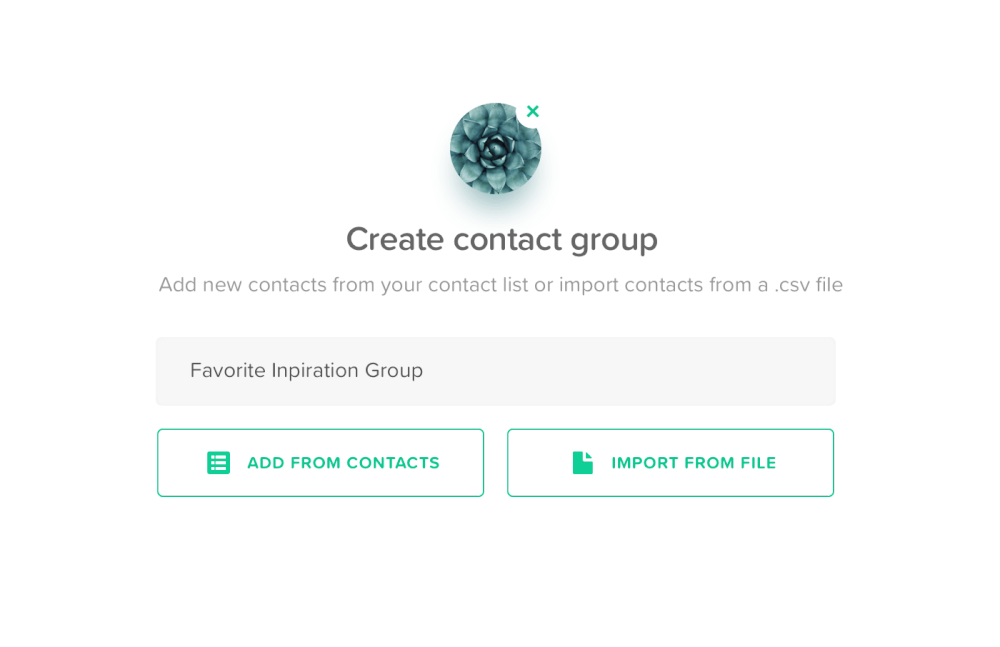 Create contact group
Add new contacts from your contact list or import contacts from a .csv file
Favorite Inpiration Group
ADD FROM CONTACTS
IMPORT FROM FILE